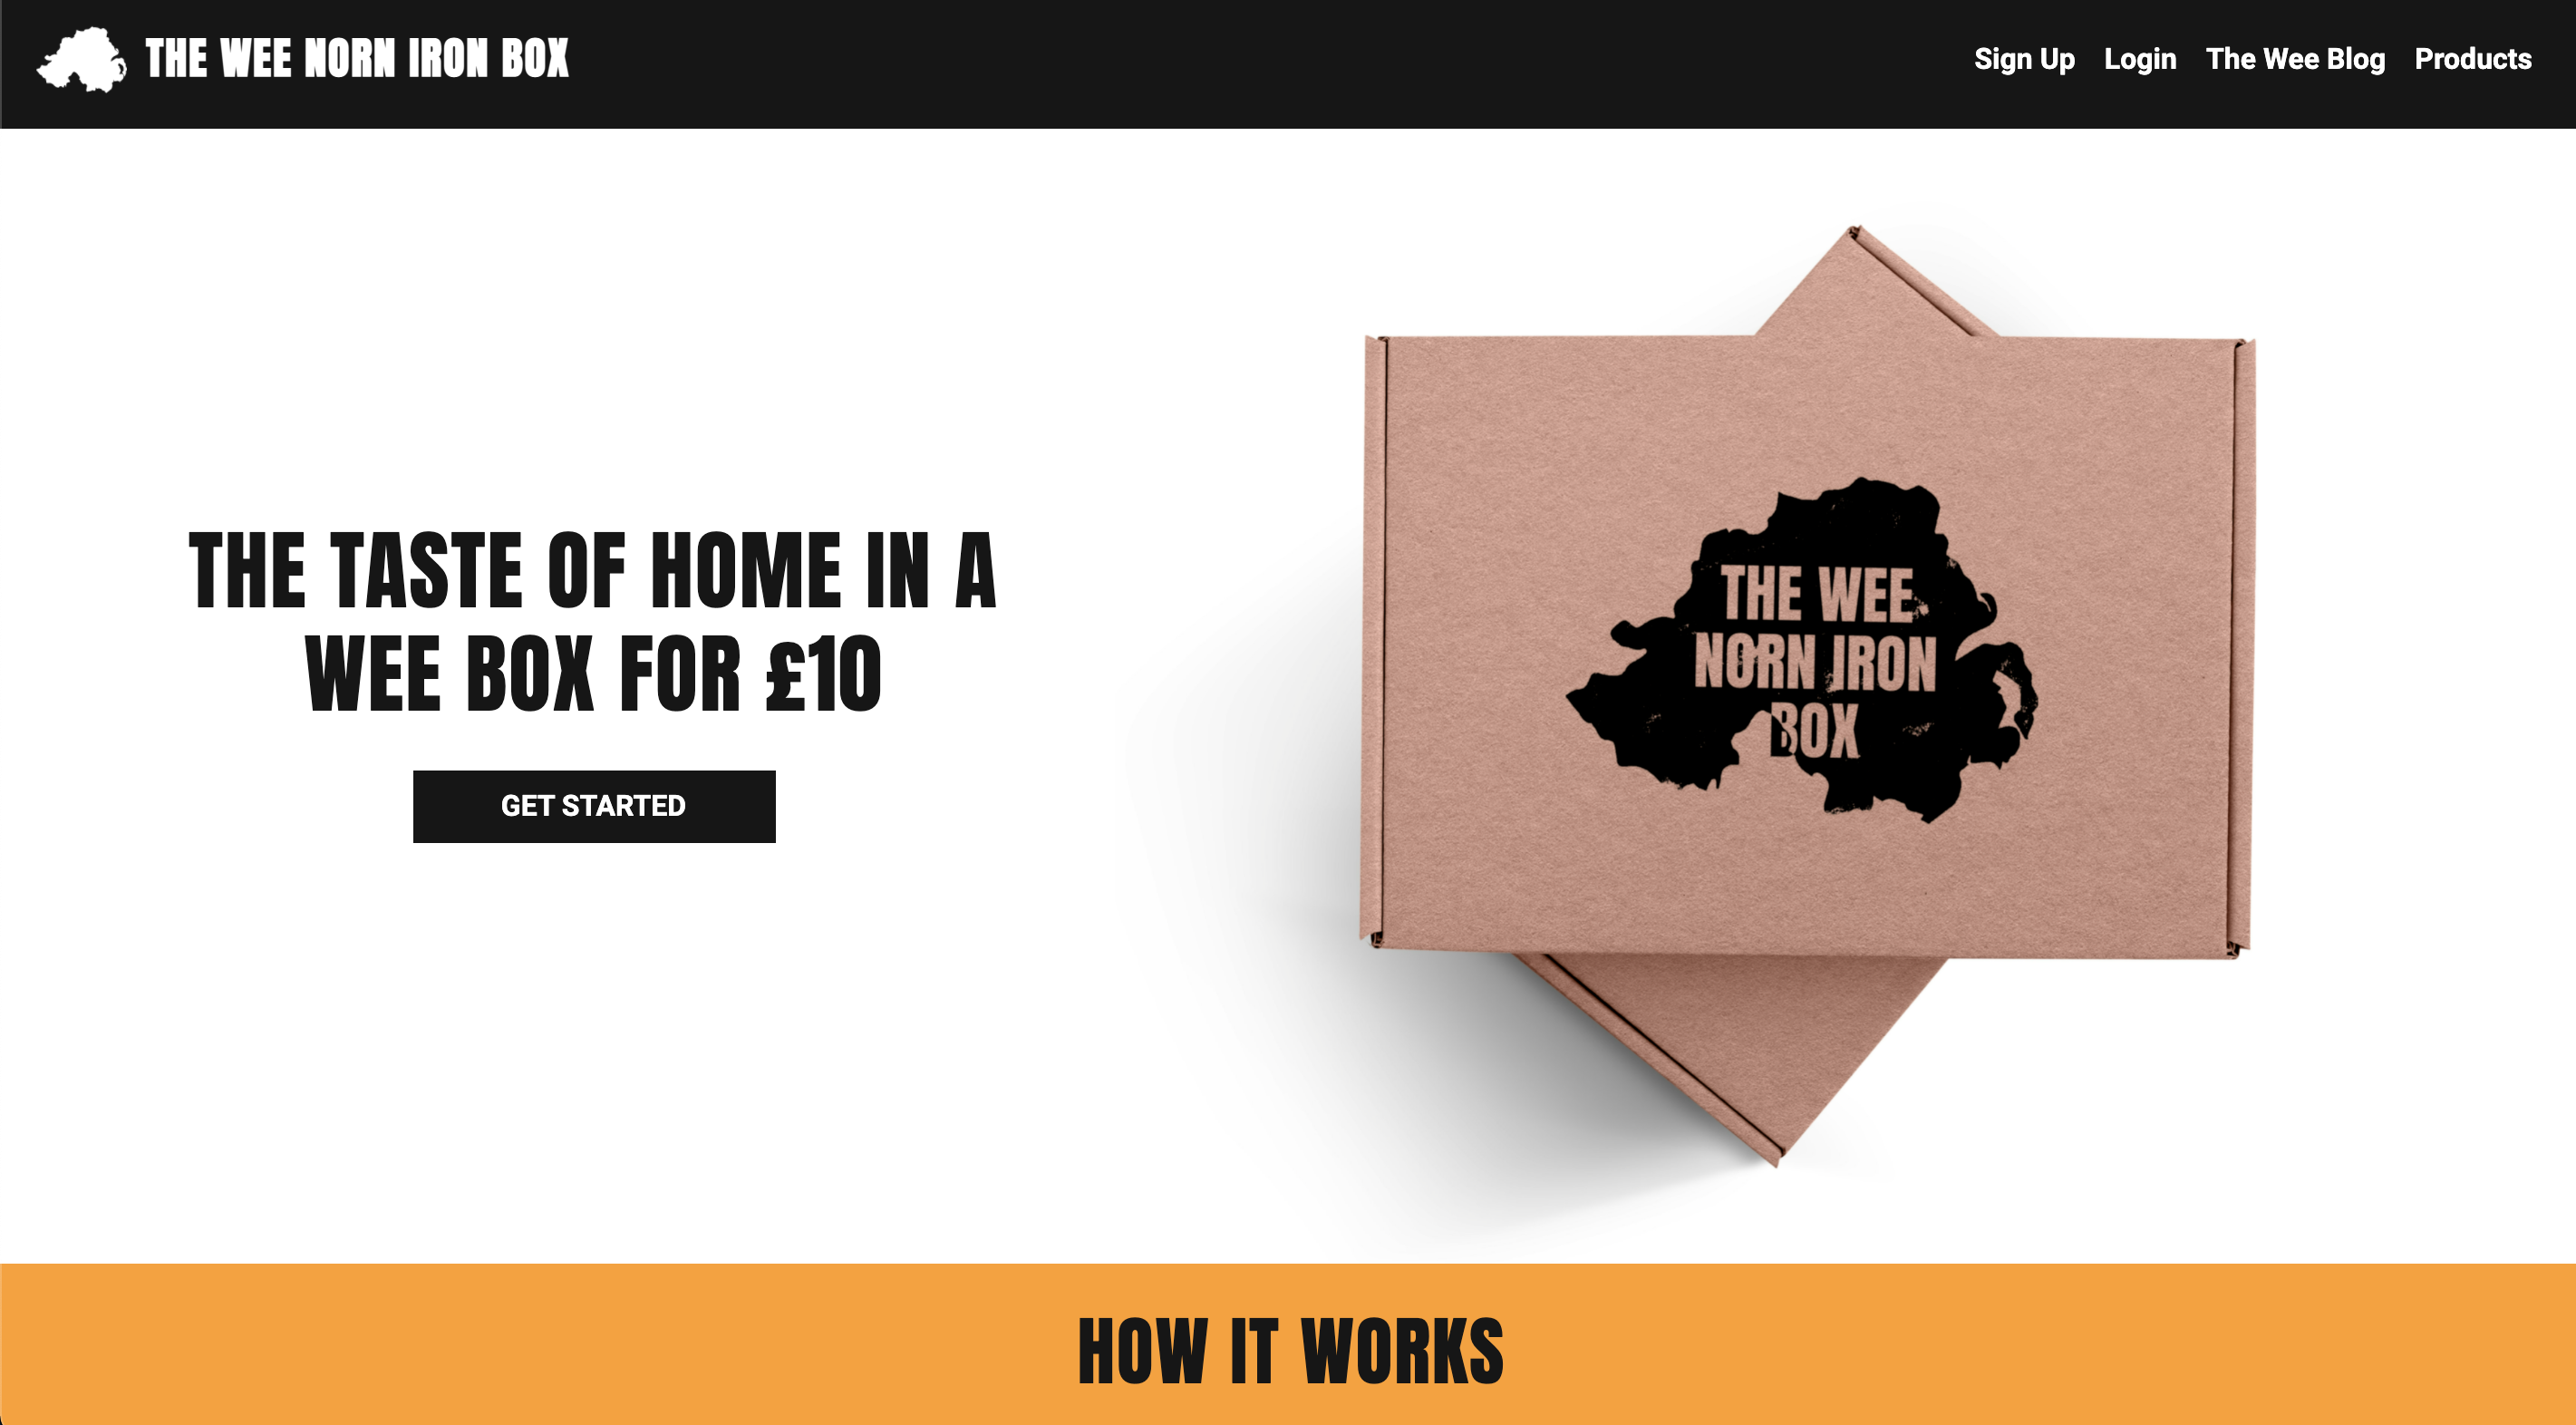 THE WEE NORN IRON BOX
Sign Up Login The Wee Blog Products
THE TASTE OF HOME IN A
WEE BOX FOR £10
GET STARTED
THE WEE
NORN IRON
BOX
HOW IT WORKS